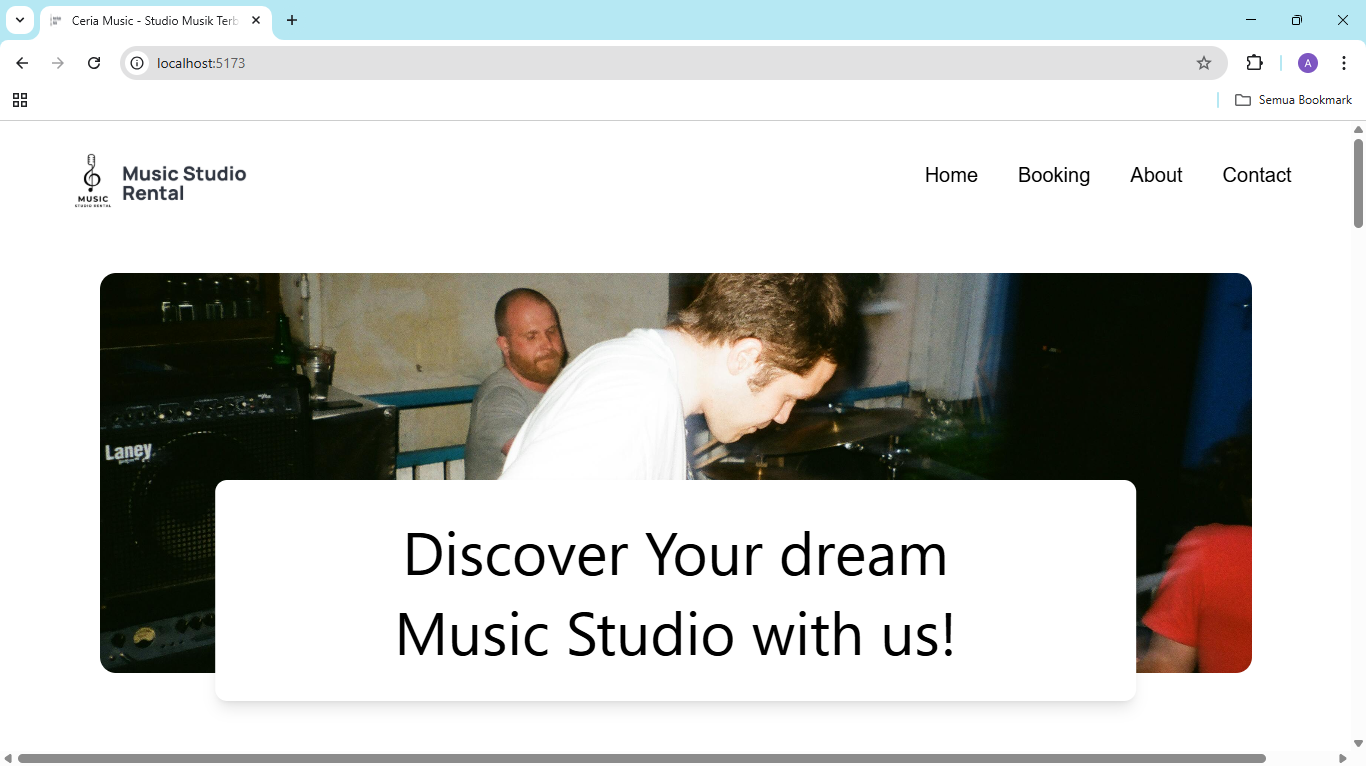 Ceria Music - Studio Musik Terb
localhost:5173
A
Semua Bookmark
MUSIC
STUDIO RENTAL
Music Studio
Rental
Home
Booking
About
Contact
Laney
Discover Your dream
Music Studio with us!